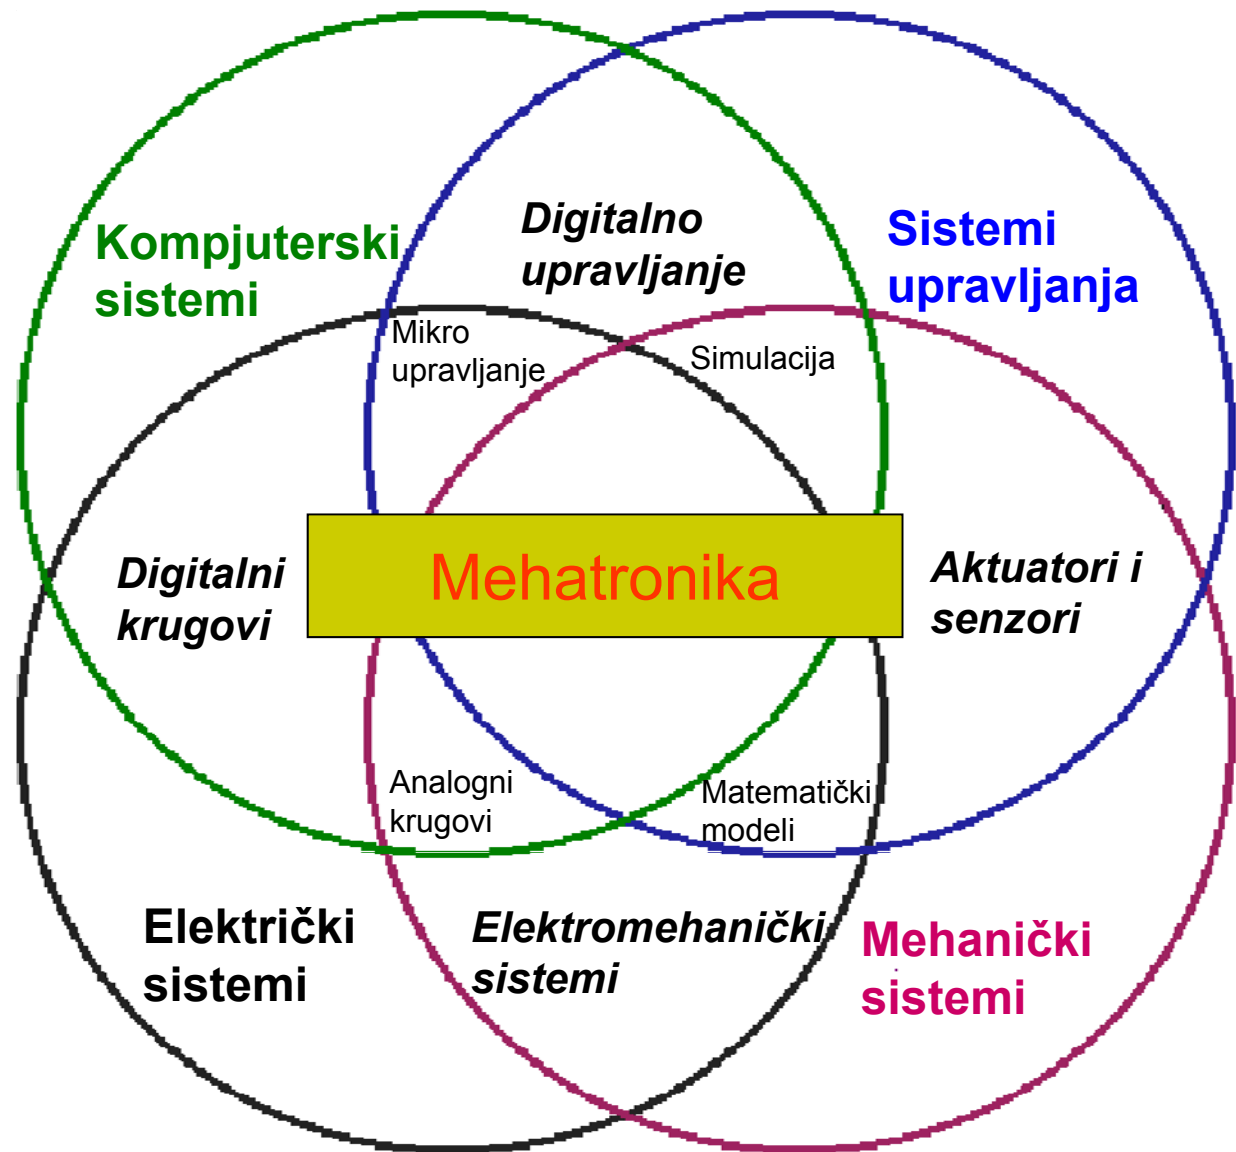 Kompjuterski
sistemi
Digitalno
upravljanje
Sistemi
upravljanja
Mikro
upravljanje
Simulacija
Digitalni
krugovi
Mehatronika
Aktuatori i
senzori
Analogni
krugovi
Matematički
modeli
Električki
sistemi
Elektromehanički
sistemi
Mehanički
sistemi